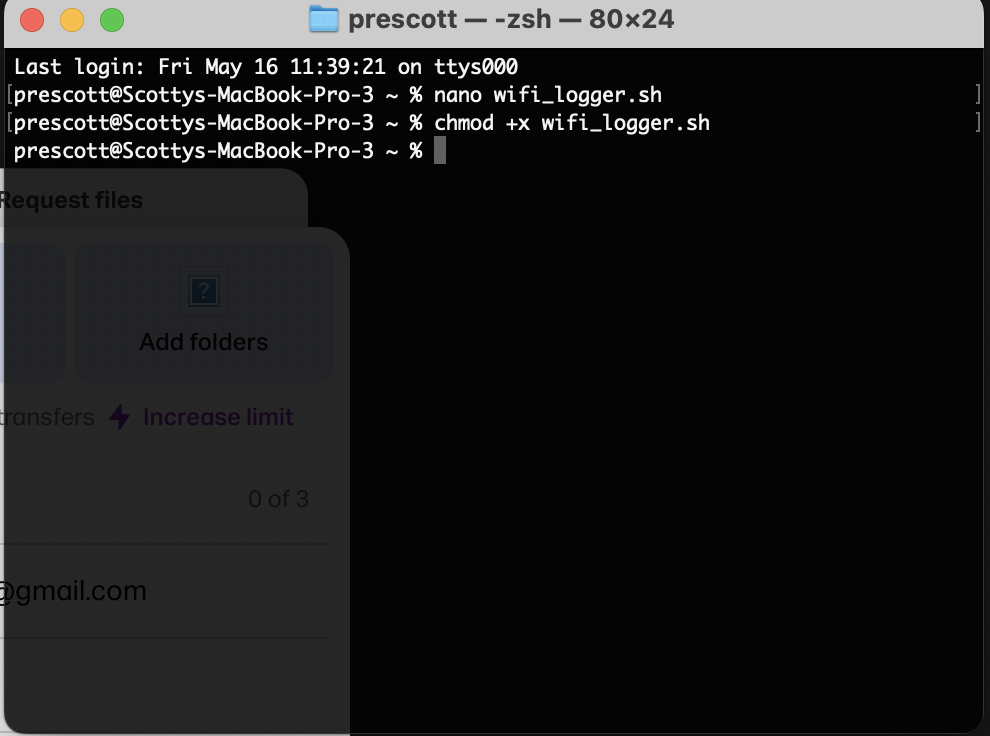 prescott — -zsh — 80×24
Last login: Fri May 16 11:39:21 on ttys000
[prescott@Scottys-MacBook-Pro-3 ~ % nano wifi_logger.sh ]
[prescott@Scottys-MacBook-Pro-3 ~ % chmod +x wifi_logger.sh ]
prescott@Scottys-MacBook-Pro-3 ~ %
Request files
?
Add folders
transfers Increase limit
0 of 3
@gmail.com